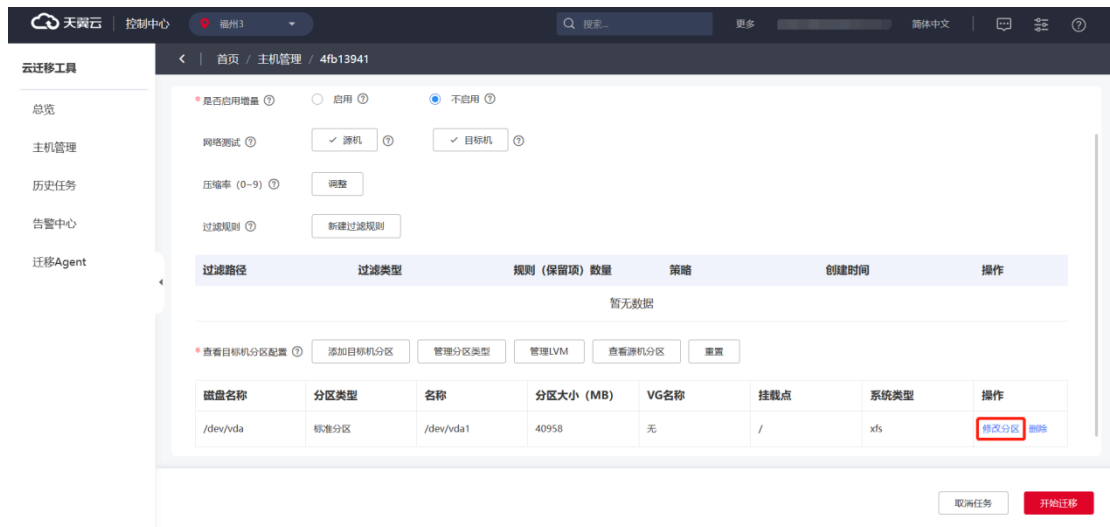 天翼云 控制中心 福州3 搜索... 更多 简体中文
云迁移工具
总览
主机管理
历史任务
告警中心
迁移Agent
首页 / 主机管理 / 4fb13941
* 是否启用增量 启用 不启用
网络测试 源机 目标机
压缩率（0~9） 调整
过滤规则 新建过滤规则
过滤路径 过滤类型 规则（保留项）数量 策略 创建时间 操作
暂无数据
* 查看目标机分区配置 添加目标机分区 管理分区类型 管理LVM 查看源机分区 重置
磁盘名称 分区类型 名称 分区大小（MB） VG名称 挂载点 系统类型 操作
/dev/vda 标准分区 /dev/vda1 40958 无 / xfs 修改分区 删除
取消任务 开始迁移